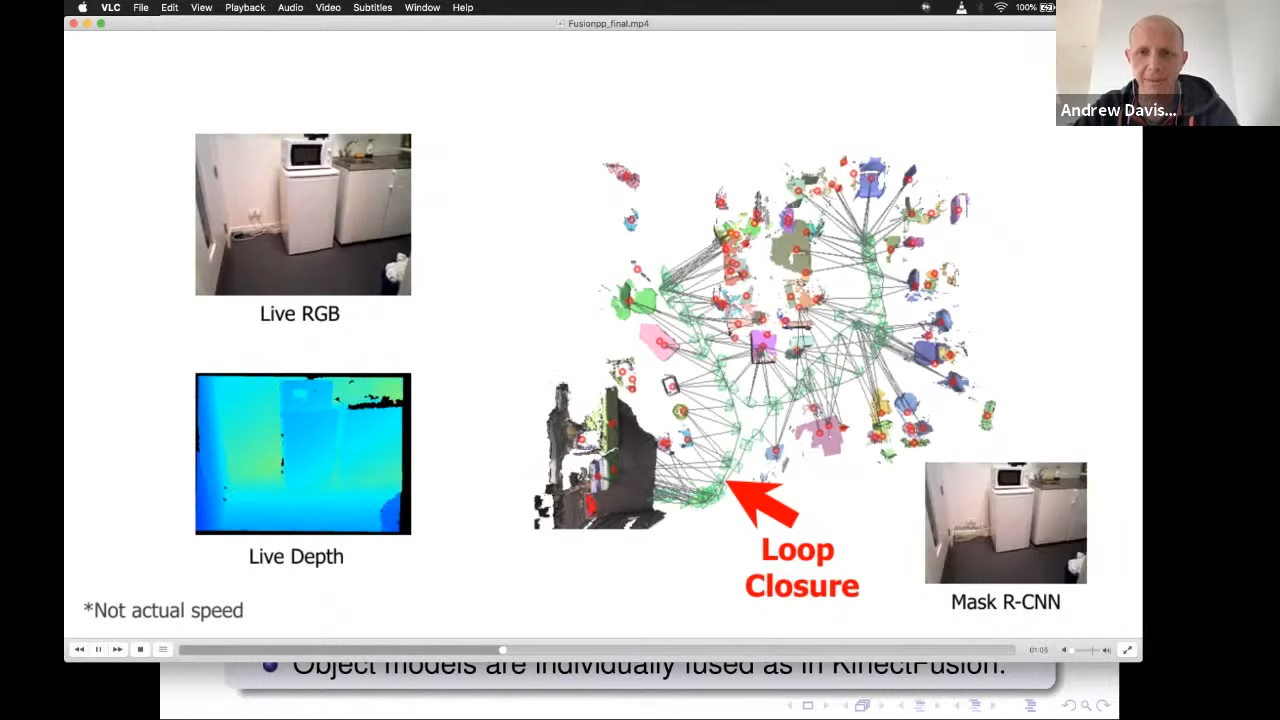 VLC File Edit View Playback Audio Video Subtitles Window Help 100%
Fusionpp_final.mp4
Andrew Davis...
Live RGB
Live Depth
Loop
Closure
Mask R-CNN
*Not actual speed
01:05
Object models are individually fused as in KinectFusion.